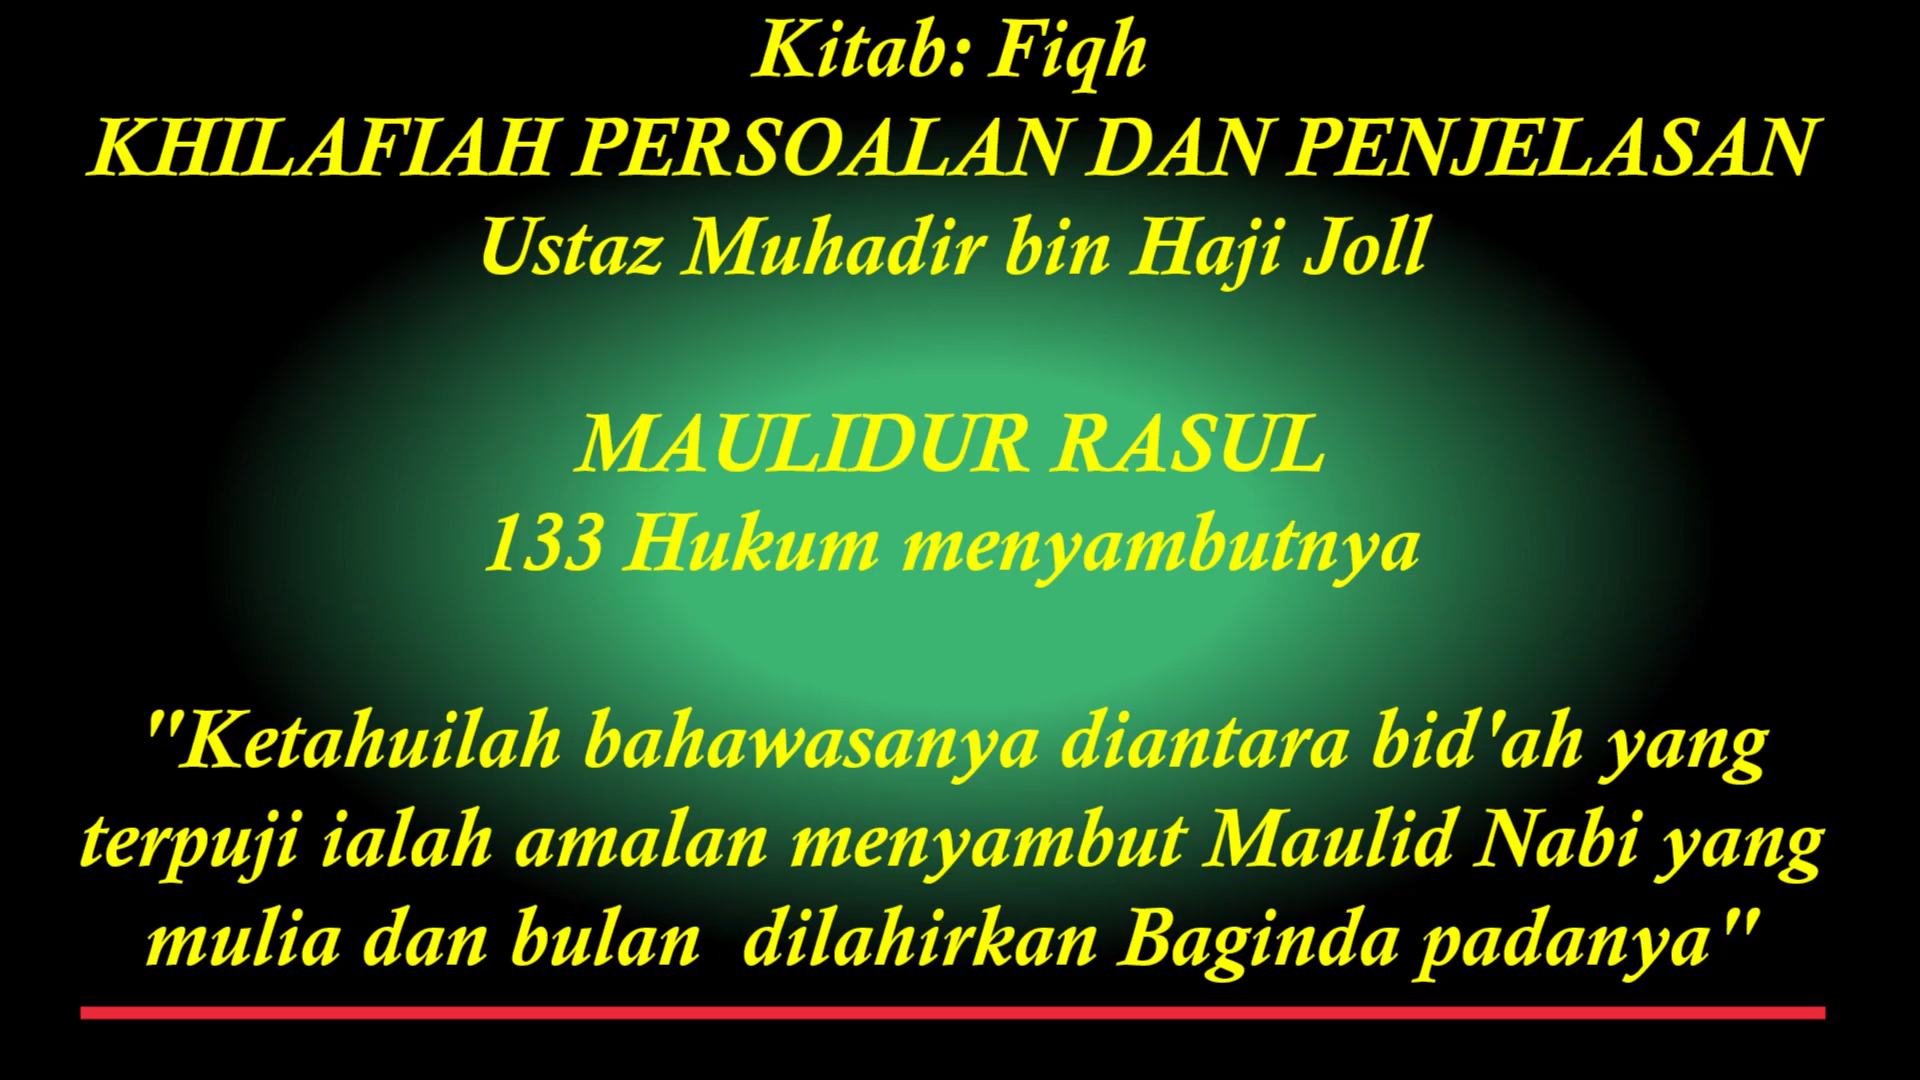 Kitab: Fiqh
KHILAFIAH PERSOALAN DAN PENJELASAN
Ustaz Muhadir bin Haji Joll
MAULIDUR RASUL
133 Hukum menyambutnya
"Ketahuilah bahawasanya diantara bid'ah yang
terpuji ialah amalan menyambut Maulid Nabi yang
mulia dan bulan  dilahirkan Baginda padanya"